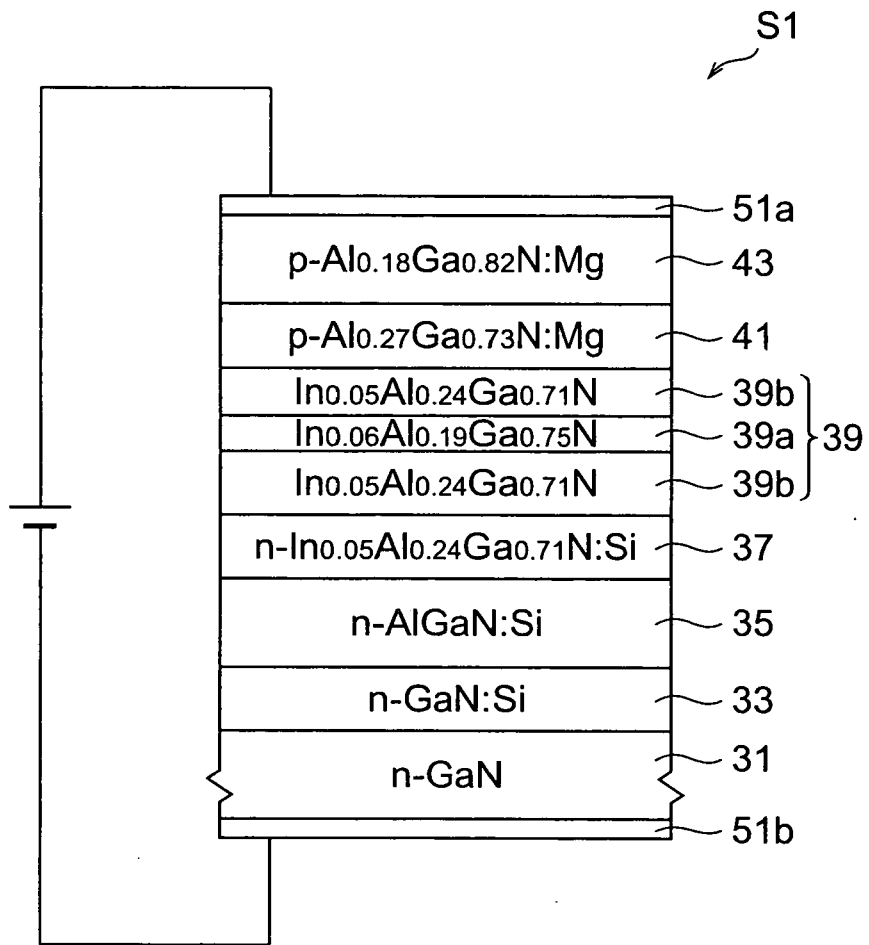 S1
51a
p-Al0.18Ga0.82N:Mg 43
p-Al0.27Ga0.73N:Mg 41
In0.05Al0.24Ga0.71N 39b
In0.06Al0.19Ga0.75N 39a 39
In0.05Al0.24Ga0.71N 39b
n-In0.05Al0.24Ga0.71N:Si 37
n-AlGaN:Si 35
n-GaN:Si 33
n-GaN 31
51b